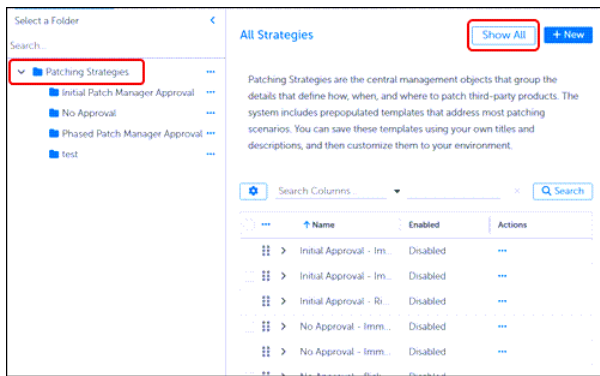 Select a Folder
Search...
Patching Strategies
Initial Patch Manager Approval
No Approval
Phased Patch Manager Approval
test
All Strategies
Show All
+ New
Patching Strategies are the central management objects that group the
details that define how, when, and where to patch third-party products. The
system includes prepopulated templates that address most patching
scenarios. You can save these templates using your own titles and
descriptions, and then customize them to your environment.
Search Columns...
Search
Name Enabled Actions
Initial Approval - Im... Disabled
Initial Approval - Im... Disabled
Initial Approval - Ri... Disabled
No Approval - Imm... Disabled
No Approval - Imm... Disabled
No Approval